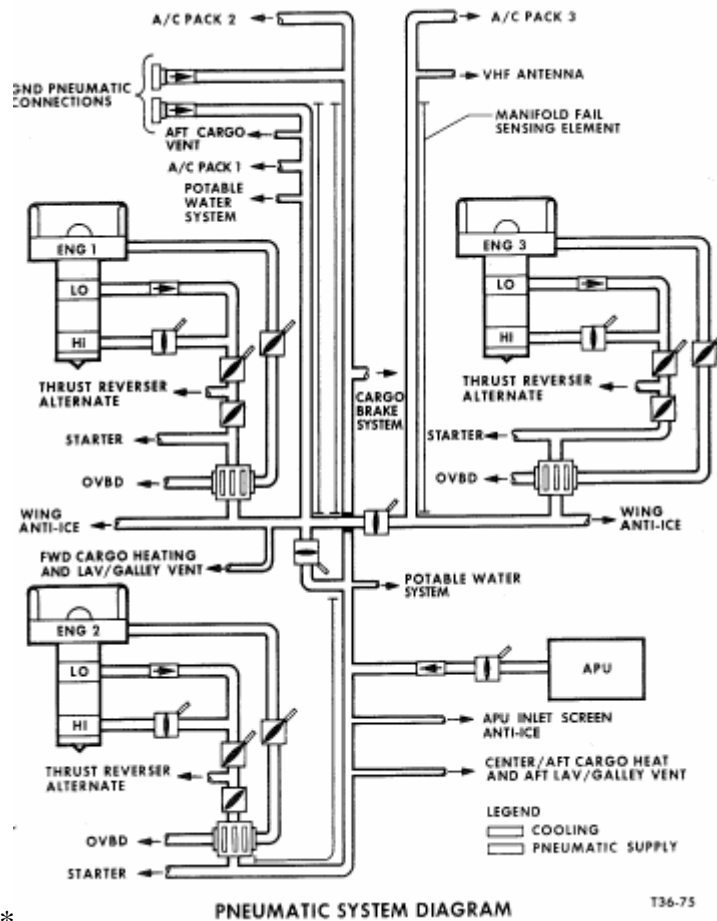 A/C PACK 2
A/C PACK 3
GND PNEUMATIC
CONNECTIONS
VHF ANTENNA
MANIFOLD FAIL
SENSING ELEMENT
AFT CARGO
VENT
A/C PACK 1
POTABLE
WATER
SYSTEM
ENG 1
LO
HI
THRUST REVERSER
ALTERNATE
STARTER
OVBD
CARGO
BRAKE
SYSTEM
ENG 3
LO
HI
THRUST REVERSER
ALTERNATE
STARTER
OVBD
WING
ANTI-ICE
WING
ANTI-ICE
FWD CARGO HEATING
AND LAV/GALLEY VENT
POTABLE WATER
SYSTEM
ENG 2
LO
HI
THRUST REVERSER
ALTERNATE
OVBD
STARTER
APU
APU INLET SCREEN
ANTI-ICE
CENTER/AFT CARGO HEAT
AND AFT LAV/GALLEY VENT
LEGEND
COOLING
PNEUMATIC SUPPLY
T36-75
* PNEUMATIC SYSTEM DIAGRAM